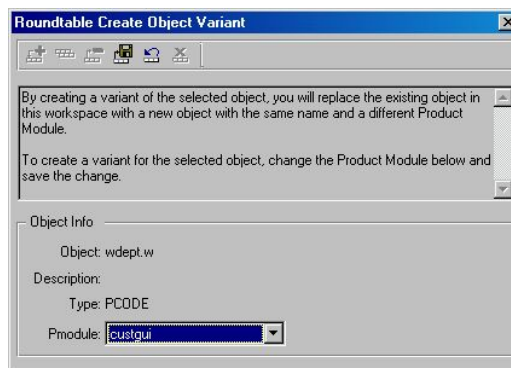 Roundtable Create Object Variant
By creating a variant of the selected object, you will replace the existing object in
this workspace with a new object with the same name and a different Product
Module.
To create a variant for the selected object, change the Product Module below and
save the change.
Object Info
Object: wdept.w
Description:
Type: PCODE
Pmodule: custgui